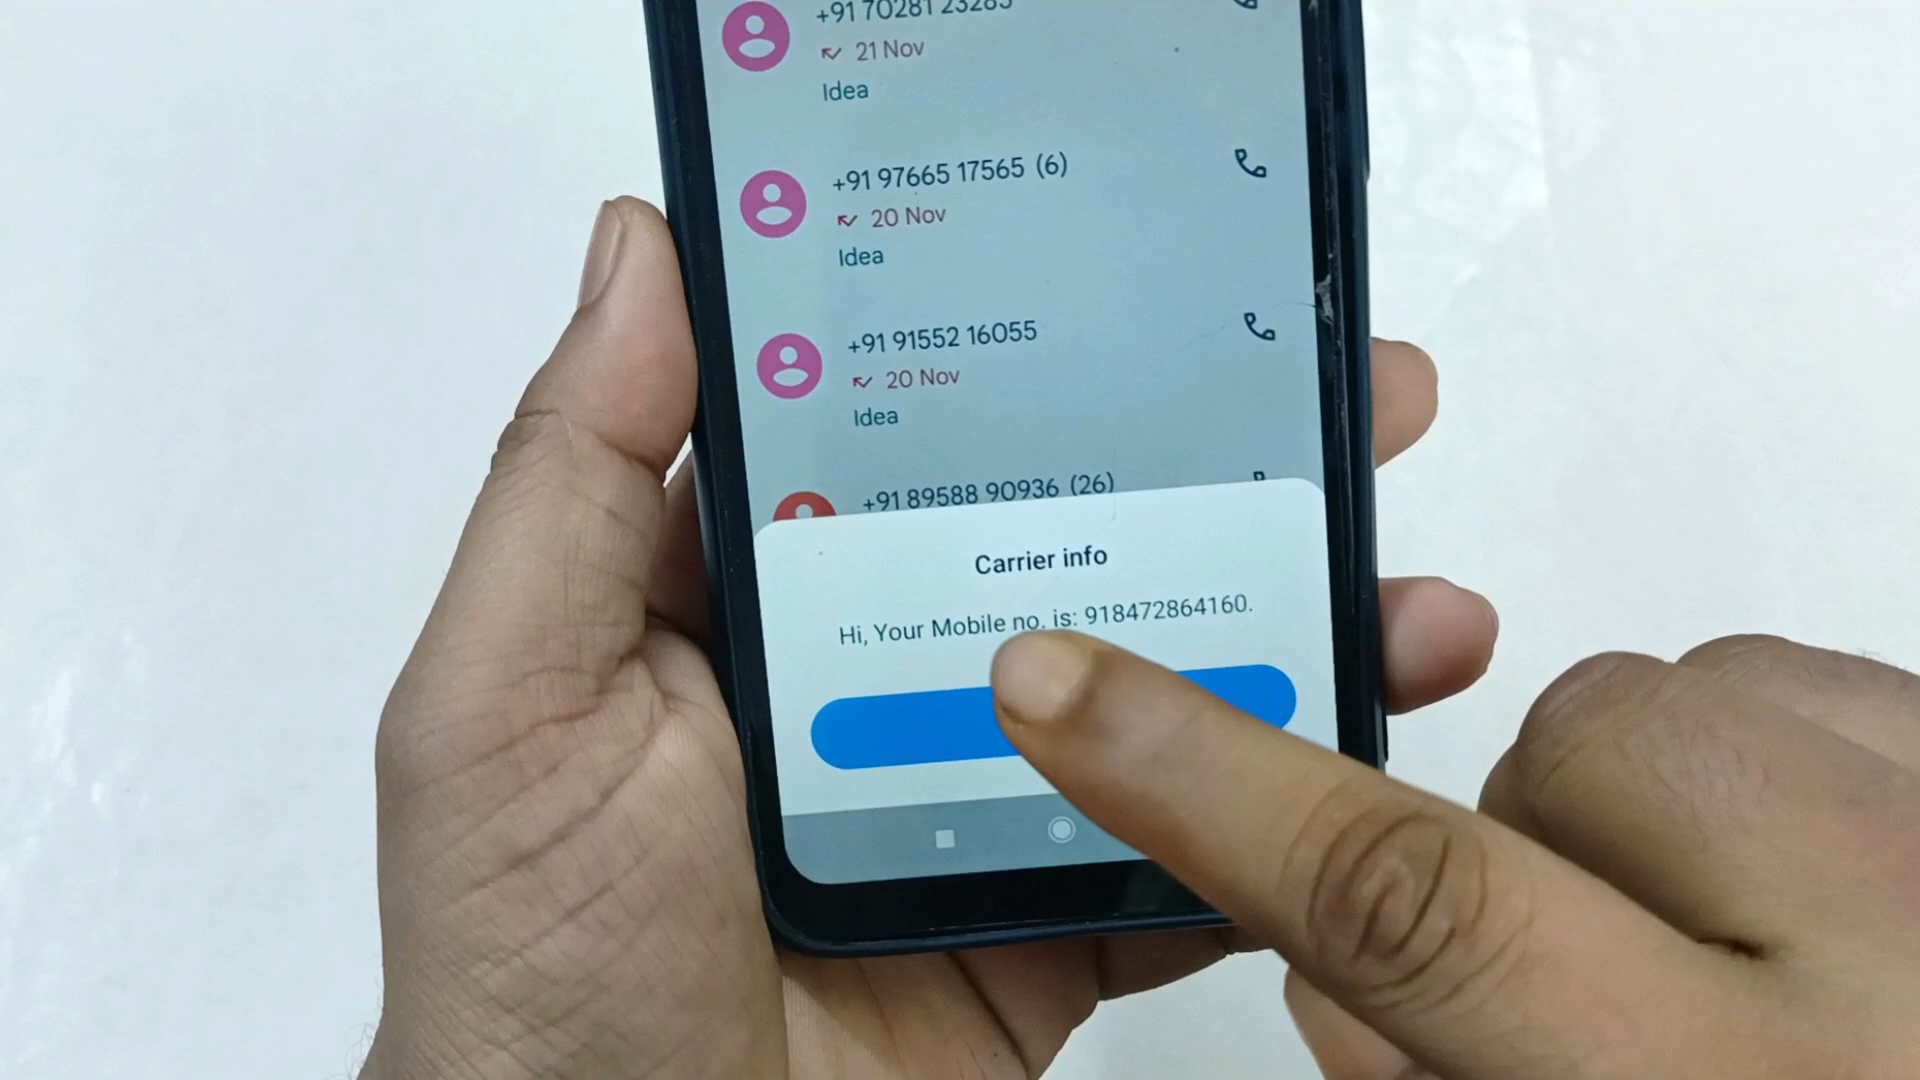 +91 70281 23285
21 Nov
Idea
+91 97665 17565 (6)
20 Nov
Idea
+91 91552 16055
20 Nov
Idea
+91 89588 90936 (26)
Carrier info
Hi, Your Mobile no. is: 918472864160.